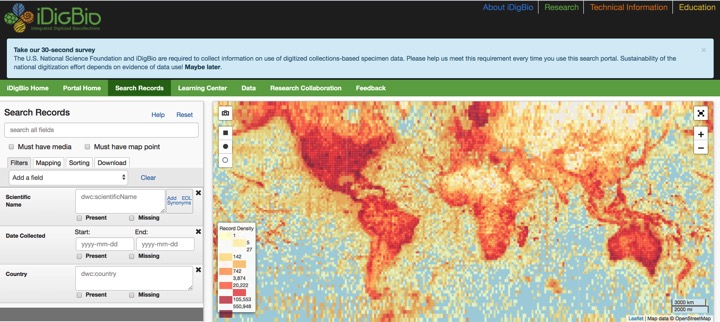 iDigBio
Integrated Digitized Biocollections
About iDigBio Research Technical Information Education
Take our 30-second survey
The U.S. National Science Foundation and iDigBio are required to collect information on use of digitized collections-based specimen data. Please help us meet this requirement every time you use this search portal. Sustainability of
the national digitization effort depends on evidence of data use! Maybe later.
×
iDigBio Home Portal Home Search Records Learning Center Data Research Collaboration Feedback
Search Records Help Reset
search all fields
Must have media Must have map point
Filters Mapping Sorting Download
Add a field Clear
Scientific
Name
dwc:scientificName
Add EOL
Synonyms
Present Missing
Date Collected Start: End:
yyyy-mm-dd yyyy-mm-dd
Present Missing
Country dwc:country
Present Missing
+
−
Record Density
1
5
27
142
742
3,874
20,222
105,553
550,948
3000 km
2000 mi
Leaflet | Map data © OpenStreetMap